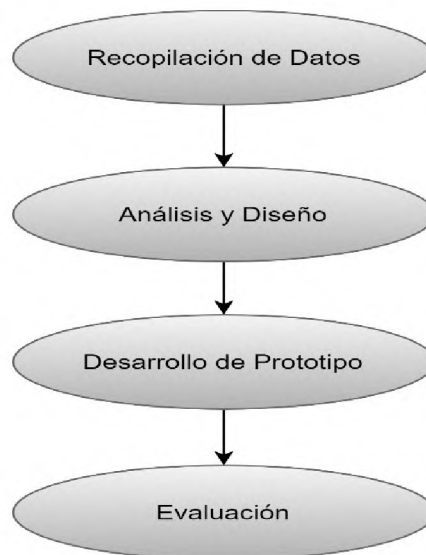 Recopilación de Datos
Análisis y Diseño
Desarrollo de Prototipo
Evaluación